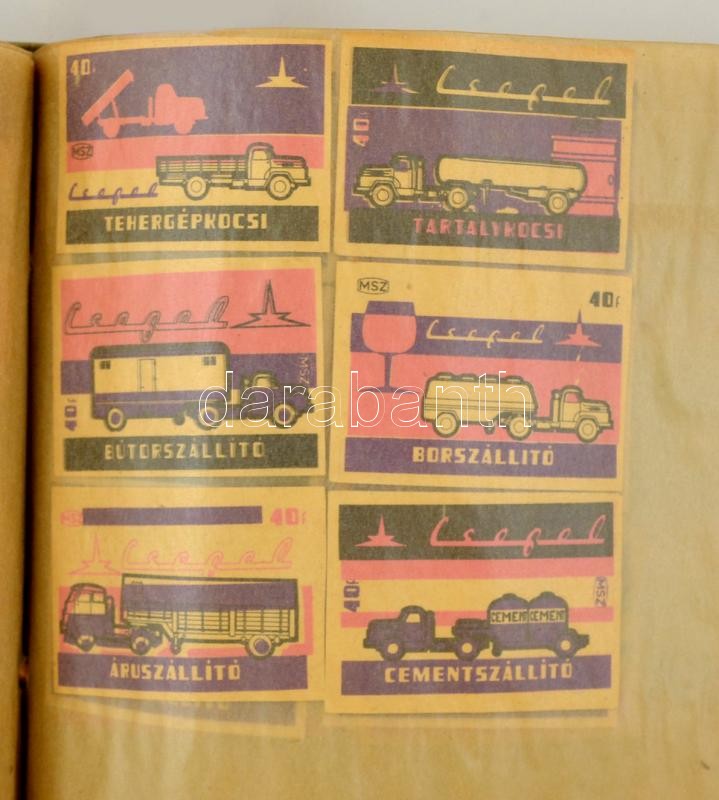 40f
MSZ
Csepel
TEHERGÉPKOCSI
Csepel
40f
TARTÁLYKOCSI
Csepel
MSZ
40f
BÚTORSZÁLLÍTÓ
MSZ
40f
Csepel
BORSZÁLLÍTÓ
darabanth
MSZ
40f
Csepel
ÁRUSZÁLLÍTÓ
Csepel
40f
MSZ
CEMENT CEMENT
CEMENTSZÁLLÍTÓ